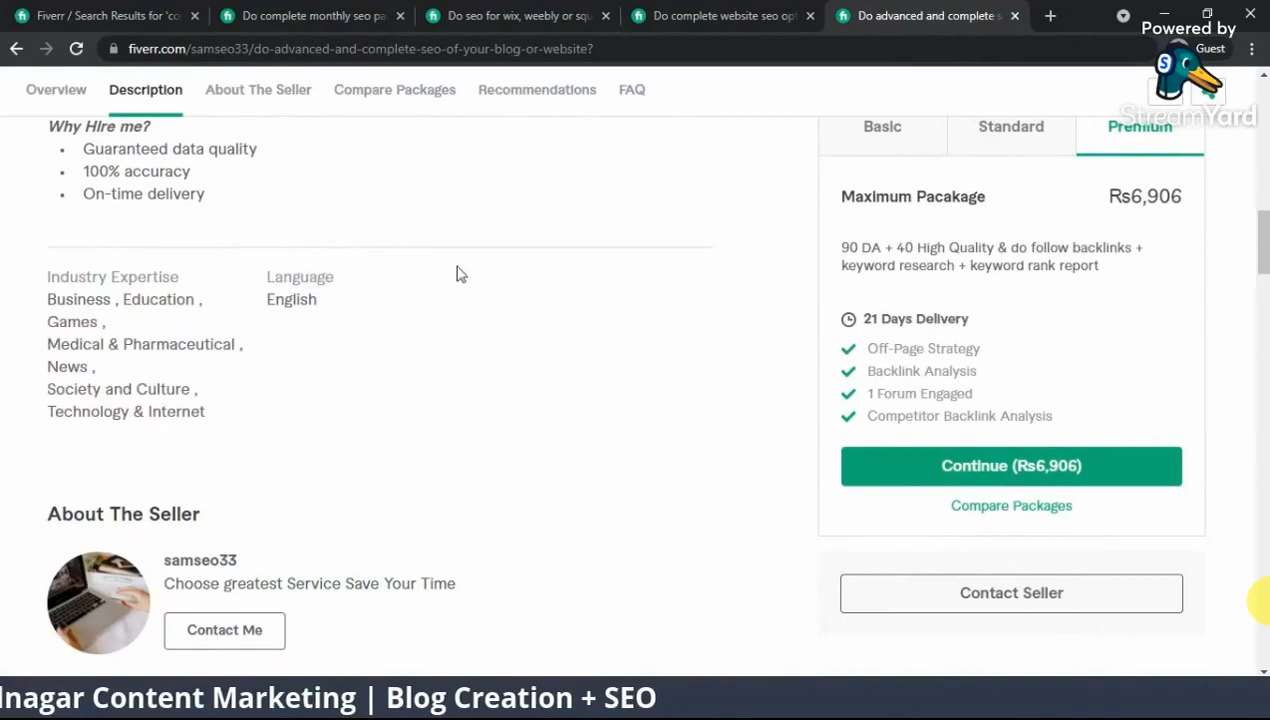 Fiverr / Search Results for 'co
Do complete monthly seo pa
Do seo for wix, weebly or squ
Do complete website seo opt
Do advanced and complete s
Powered by
fiverr.com/samseo33/do-advanced-and-complete-seo-of-your-blog-or-website?
Guest
StreamYard
Overview
Description
About The Seller
Compare Packages
Recommendations
FAQ
Why HIre me?
• Guaranteed data quality
• 100% accuracy
• On-time delivery
Industry Expertise
Business , Education ,
Games ,
Medical & Pharmaceutical ,
News ,
Society and Culture ,
Technology & Internet
Language
English
About The Seller
samseo33
Choose greatest Service Save Your Time
Contact Me
Basic
Standard
Premium
Maximum Pacakage
Rs6,906
90 DA + 40 High Quality & do follow backlinks +
keyword research + keyword rank report
21 Days Delivery
Off-Page Strategy
Backlink Analysis
1 Forum Engaged
Competitor Backlink Analysis
Continue (Rs6,906)
Compare Packages
Contact Seller
lnagar Content Marketing | Blog Creation + SEO